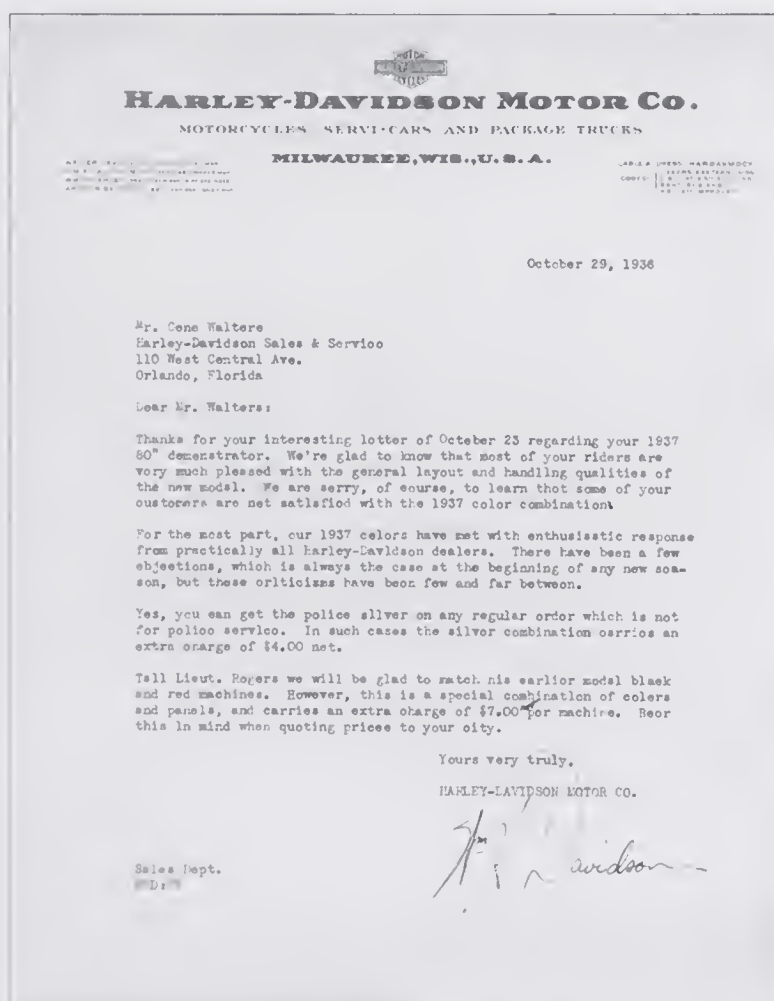 HARLEY-DAVIDSON MOTOR CO.
MOTORCYCLES SERVI-CARS AND PACKAGE TRUCKS
MILWAUKEE, WIS., U.S.A.
October 29, 1936
Mr. Gene Walters
Harley-Davidson Sales & Service
110 West Central Ave.
Orlando, Florida
Dear Mr. Walters:
Thanks for your interesting letter of October 23 regarding your 1937
80" demonstrator. We're glad to know that most of your riders are
very much pleased with the general layout and handling qualities of
the new model. We are sorry, of course, to learn that some of your
customers are not satisfied with the 1937 color combination.
For the most part, our 1937 colors have met with enthusiastic response
from practically all Harley-Davidson dealers. There have been a few
objections, which is always the case at the beginning of any new sea-
son, but these criticisms have been few and far between.
Yes, you can get the police silver on any regular order which is not
for police service. In such cases the silver combination carries an
extra charge of $4.00 net.
Tell Lieut. Rogers we will be glad to match his earlier model black
and red machines. However, this is a special combination of colors
and panels, and carries an extra charge of $7.00 per machine. Bear
this in mind when quoting prices to your city.
Yours very truly,
HARLEY-DAVIDSON MOTOR CO.
Davidson
Sales Dept.